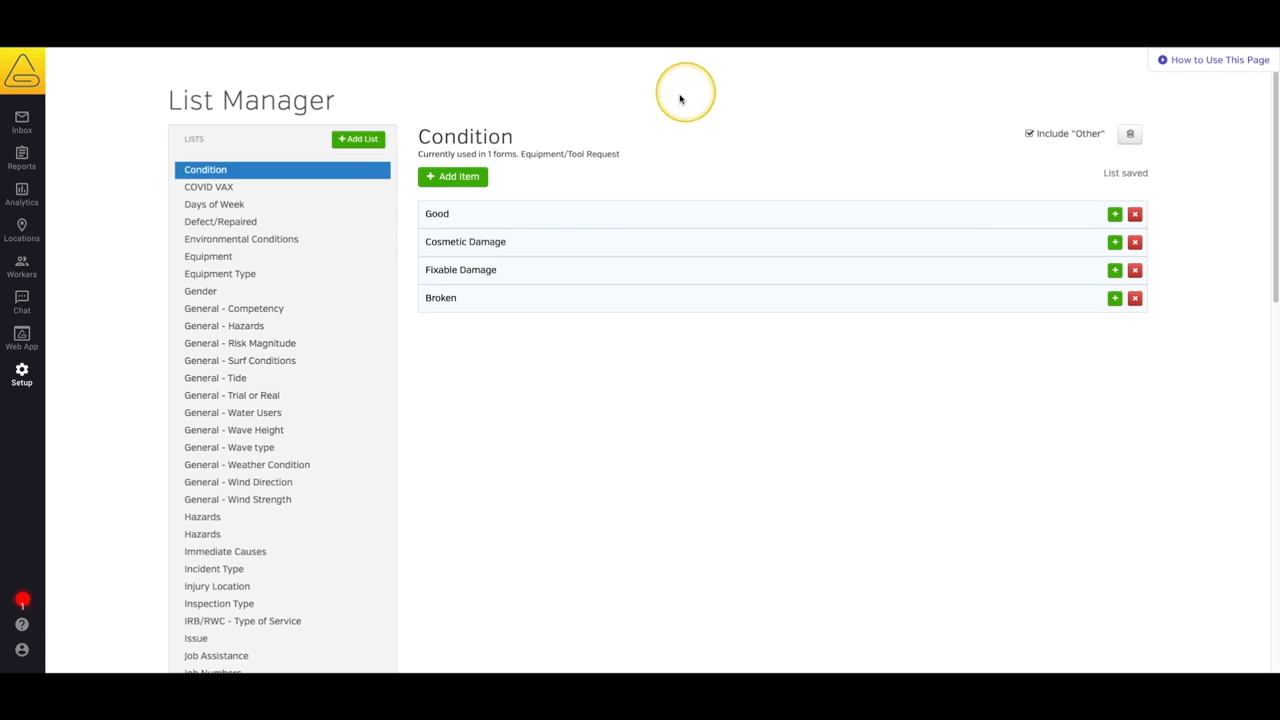 How to Use This Page
List Manager
Inbox
Reports
Analytics
Locations
Workers
Chat
Web App
Setup
1
LISTS
+ Add List
Condition
COVID VAX
Days of Week
Defect/Repaired
Environmental Conditions
Equipment
Equipment Type
Gender
General - Competency
General - Hazards
General - Risk Magnitude
General - Surf Conditions
General - Tide
General - Trial or Real
General - Water Users
General - Wave Height
General - Wave type
General - Weather Condition
General - Wind Direction
General - Wind Strength
Hazards
Hazards
Immediate Causes
Incident Type
Injury Location
Inspection Type
IRB/RWC - Type of Service
Issue
Job Assistance
Job Numbers
Condition
Include "Other"
Currently used in 1 forms. Equipment/Tool Request
+ Add Item
List saved
Good
Cosmetic Damage
Fixable Damage
Broken